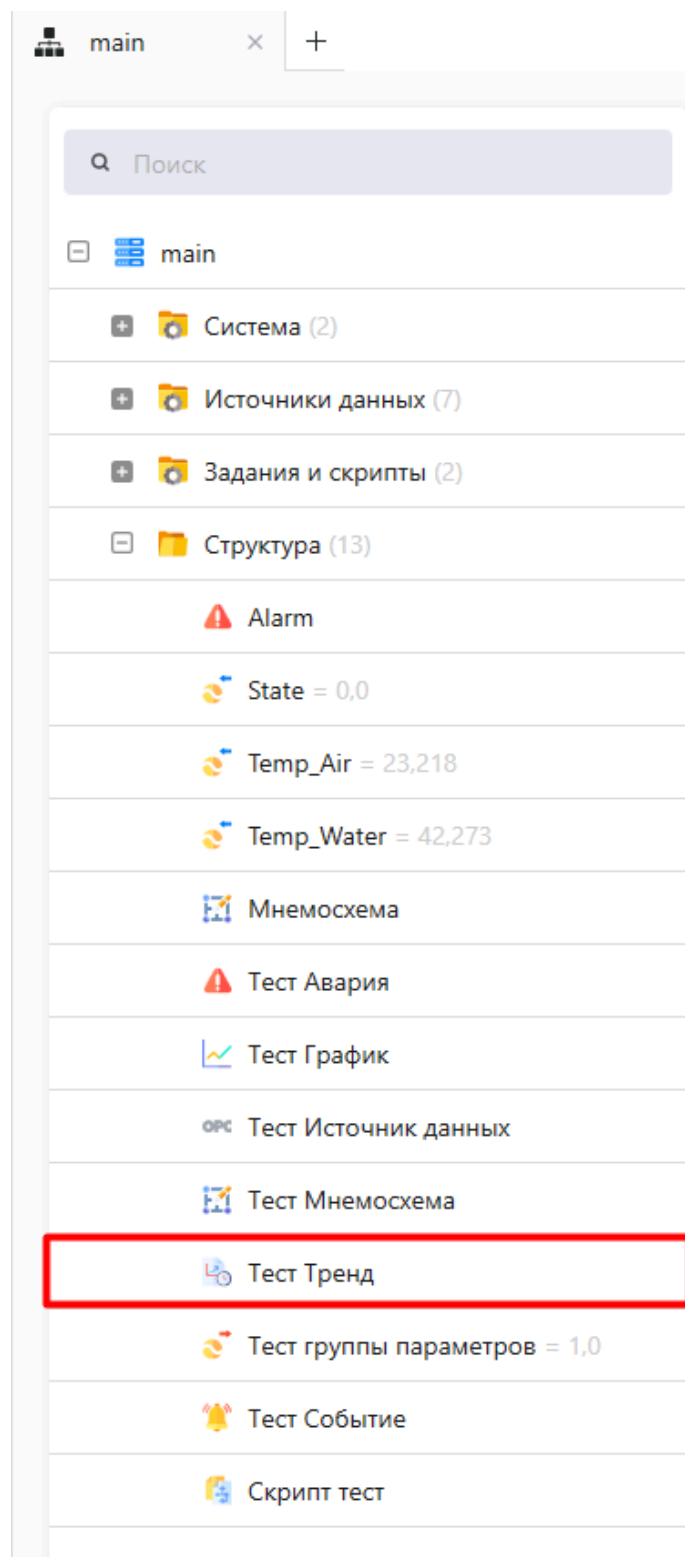 main
Поиск
main
Система (2)
Источники данных (7)
Задания и скрипты (2)
Структура (13)
Alarm
State = 0,0
Temp_Air = 23,218
Temp_Water = 42,273
Мнемосхема
Тест Авария
Тест График
OPC Тест Источник данных
Тест Мнемосхема
Тест Тренд
Тест группы параметров = 1,0
Тест Событие
Скрипт тест